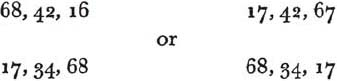 68, 42, 16 17, 42, 67
or
17, 34, 68 68, 34, 17